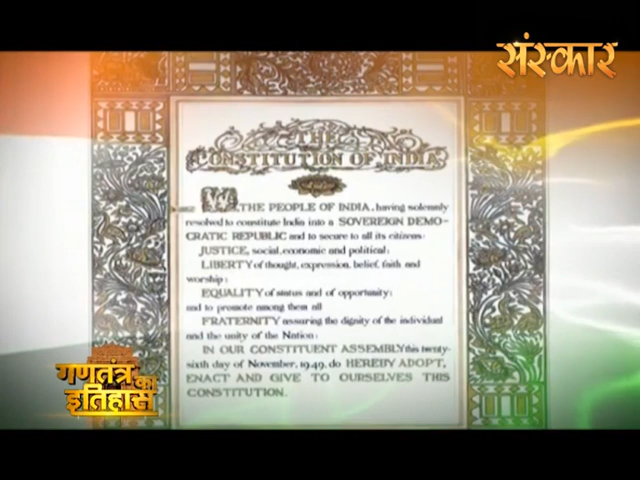 संस्कार
THE
CONSTITUTION OF INDIA
WE, THE PEOPLE OF INDIA, having solemnly
resolved to constitute India into a SOVEREIGN DEMO-
CRATIC REPUBLIC and to secure to all its citizens:
JUSTICE, social, economic and political;
LIBERTY of thought, expression, belief, faith and
worship;
EQUALITY of status and of opportunity;
and to promote among them all
FRATERNITY assuring the dignity of the individual
and the unity of the Nation;
IN OUR CONSTITUENT ASSEMBLY this twenty-
sixth day of November, 1949, do HEREBY ADOPT,
ENACT AND GIVE TO OURSELVES THIS
CONSTITUTION.
गणतंत्र का
इतिहास